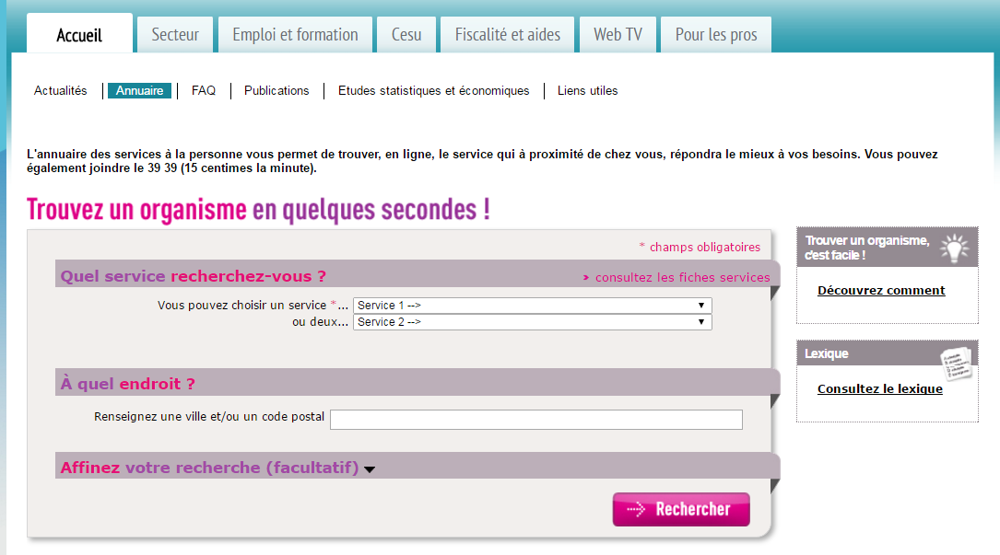 Accueil Secteur Emploi et formation Cesu Fiscalité et aides Web TV Pour les pros
Actualités Annuaire FAQ Publications Etudes statistiques et économiques Liens utiles
L'annuaire des services à la personne vous permet de trouver, en ligne, le service qui à proximité de chez vous, répondra le mieux à vos besoins. Vous pouvez
également joindre le 39 39 (15 centimes la minute).
Trouvez un organisme en quelques secondes !
* champs obligatoires
Quel service recherchez-vous ? > consultez les fiches services
Vous pouvez choisir un service *... Service 1 -->
ou deux... Service 2 -->
À quel endroit ?
Renseignez une ville et/ou un code postal
Affinez votre recherche (facultatif)
Rechercher
Trouver un organisme,
c'est facile !
Découvrez comment
Lexique
Consultez le lexique